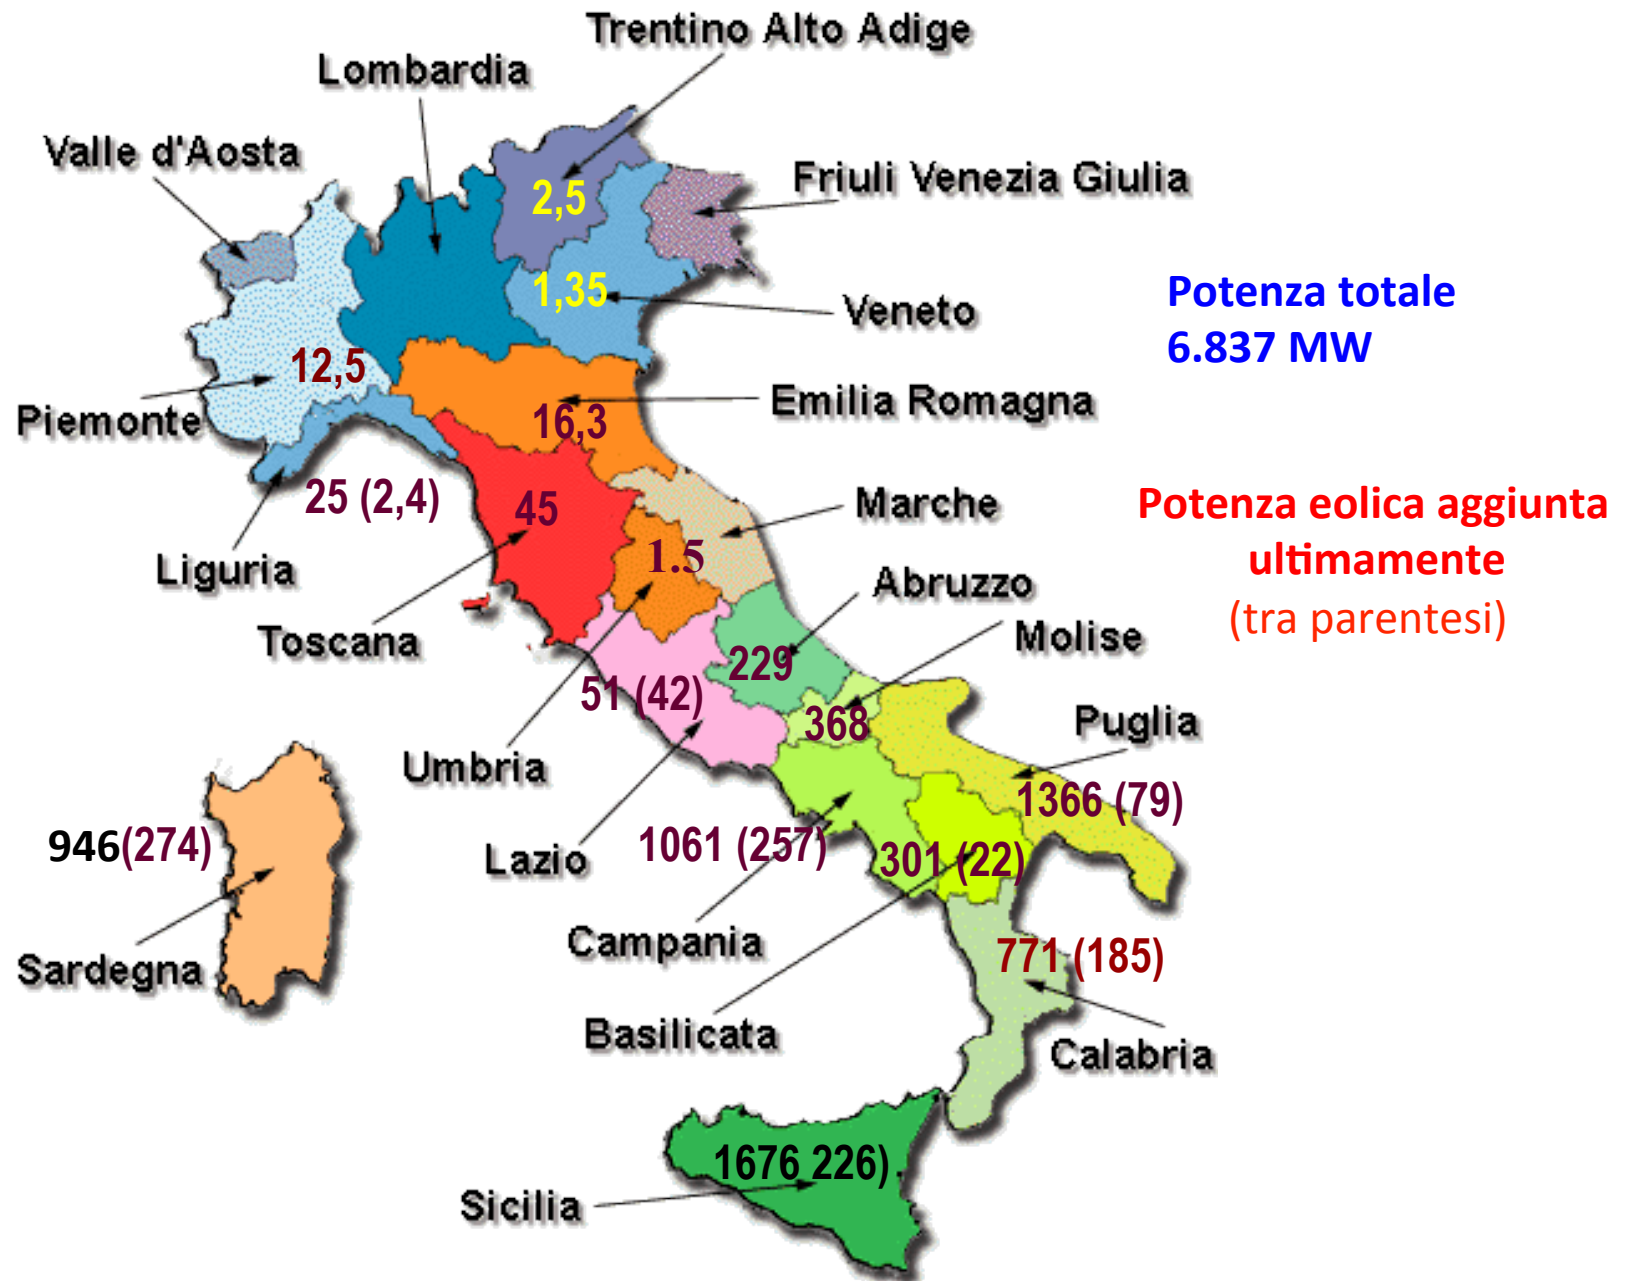 Trentino Alto Adige
Lombardia
Valle d'Aosta
Friuli Venezia Giulia
2,5
1,35
Veneto
Potenza totale
6.837 MW
12,5
Piemonte
Emilia Romagna
16,3
25 (2,4)
45
Marche
Potenza eolica aggiunta
ultimamente
(tra parentesi)
1.5
Liguria
Abruzzo
Toscana
Molise
229
51 (42)
368
Puglia
Umbria
1366 (79)
946(274)
Lazio
1061 (257)
301 (22)
Campania
Sardegna
771 (185)
Basilicata
Calabria
1676 226)
Sicilia